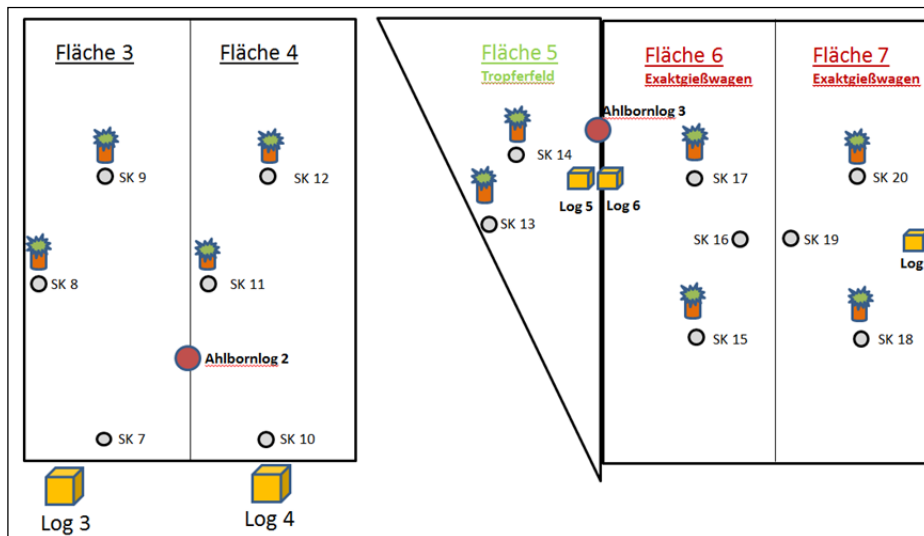 Fläche 3
Fläche 4
Fläche 5
Tropferfeld
Fläche 6
Exaktgießwagen
Fläche 7
Exaktgießwagen
Ahlbornlog 3
SK 9
SK 12
SK 14
SK 17
SK 20
Log 5
Log 6
SK 13
SK 16
SK 19
Log
SK 8
SK 11
SK 15
SK 18
Ahlbornlog 2
SK 7
SK 10
Log 3
Log 4